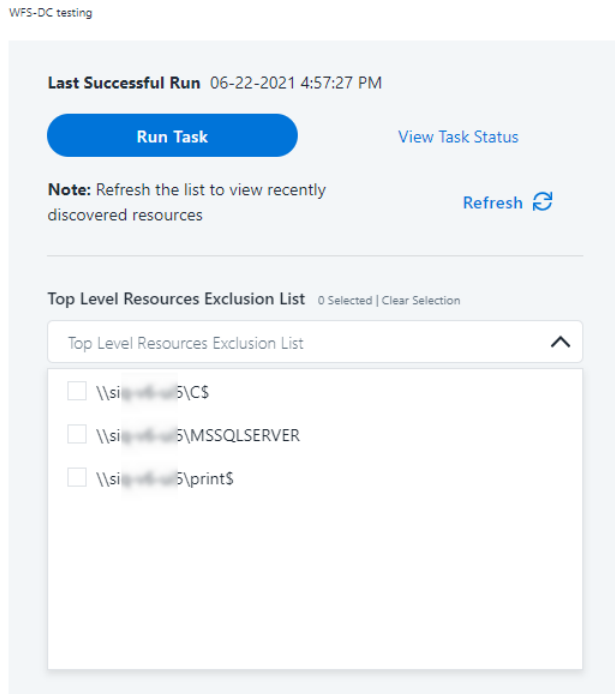 WFS-DC testing
Last Successful Run 06-22-2021 4:57:27 PM
Run Task
View Task Status
Note: Refresh the list to view recently
discovered resources
Refresh
Top Level Resources Exclusion List 0 Selected | Clear Selection
Top Level Resources Exclusion List
\\si 5\C$
\\si 5\MSSQLSERVER
\\si 5\print$